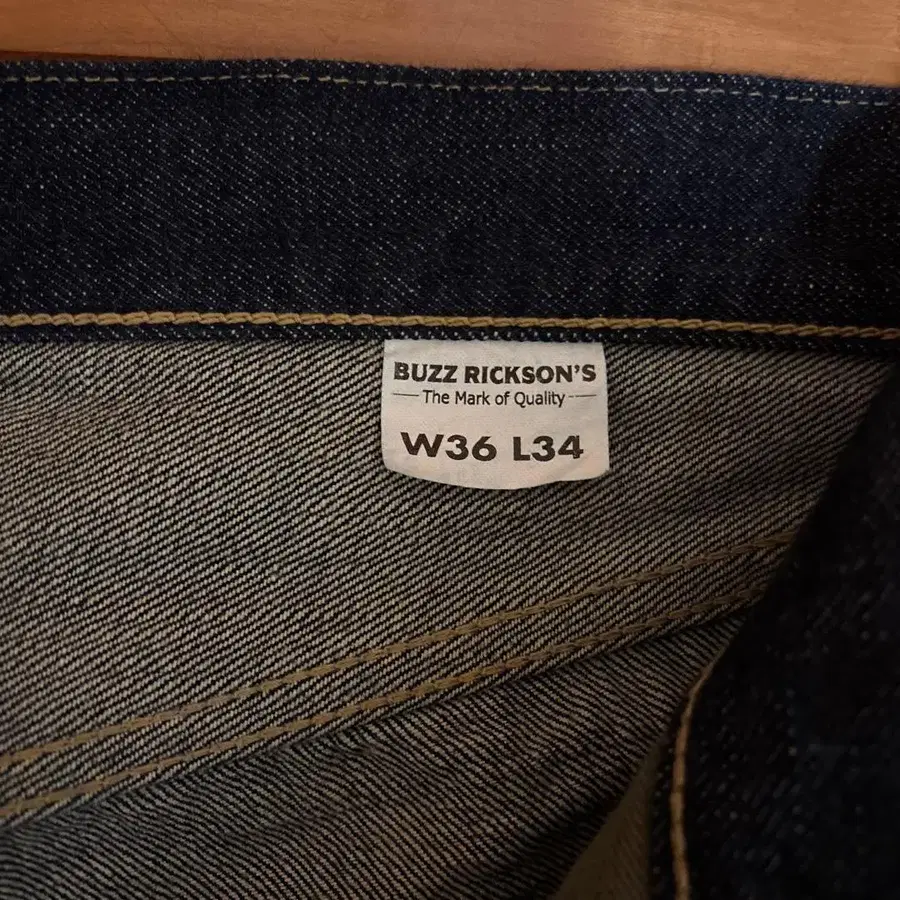 BUZZ RICKSON'S
The Mark of Quality
W36 L34